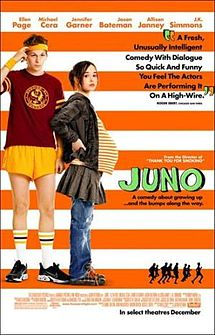 Ellen Page
Michael Cera
Jennifer Garner
Jason Bateman
Allison Janney
J.K. Simmons
"A Fresh,
Unusually Intelligent
Comedy With Dialogue
So Quick And Funny
You Feel The Actors
Are Performing It
On A High-Wire."
From the Director of
"THANK YOU FOR SMOKING"
JUNO
A comedy about growing up
...and the bumps along the way.
In select theatres December